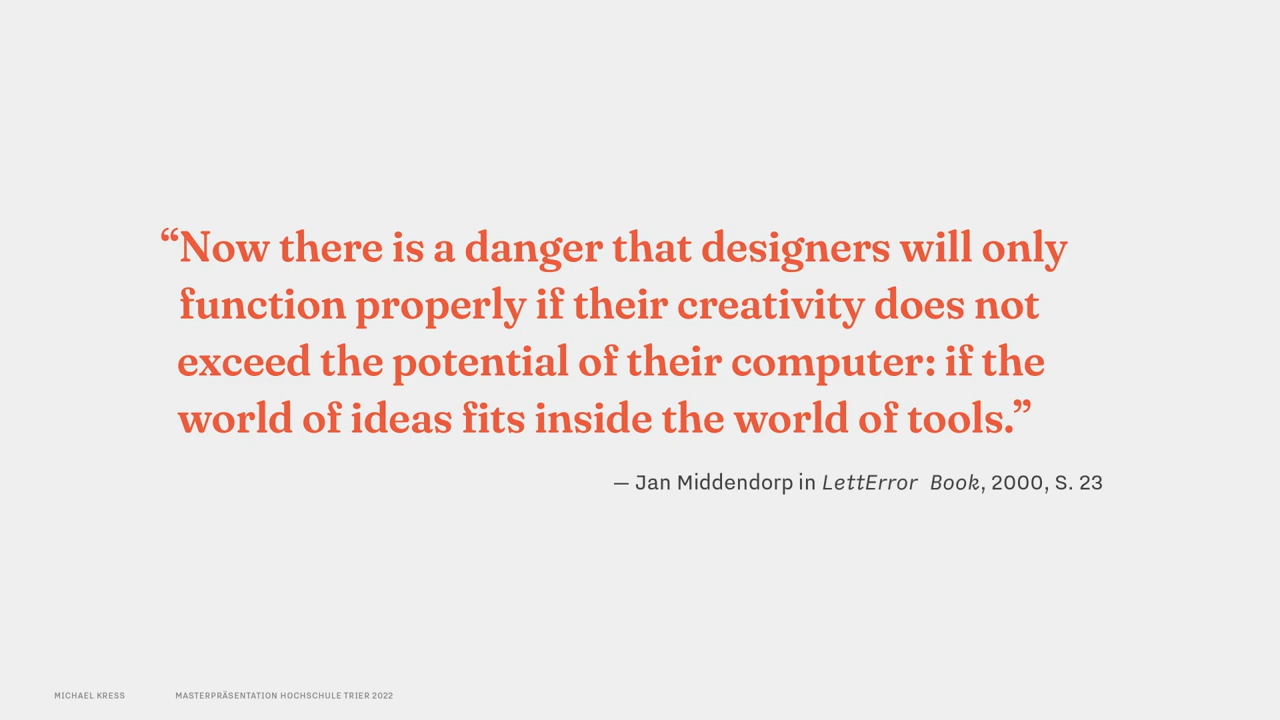 “Now there is a danger that designers will only
function properly if their creativity does not
exceed the potential of their computer: if the
world of ideas fits inside the world of tools.”
— Jan Middendorp in LettError  Book, 2000, S. 23
MICHAEL KRESS MASTERPRÄSENTATION HOCHSCHULE TRIER 2022